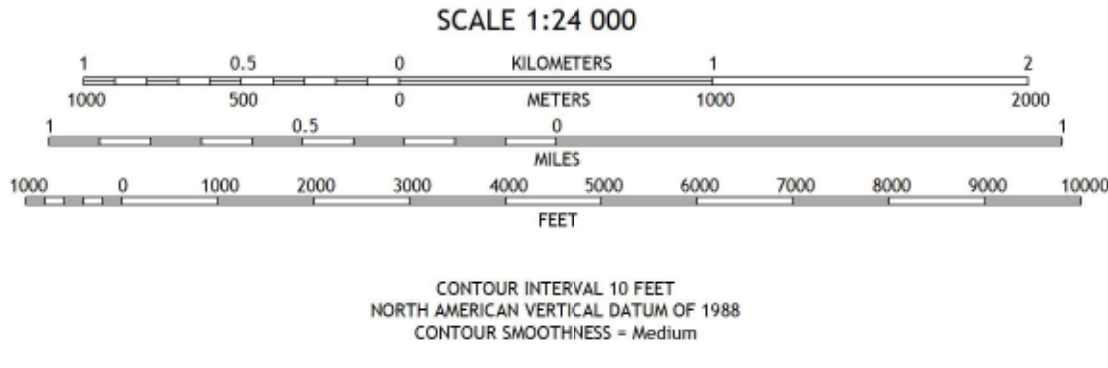 SCALE 1:24 000
1 0.5 0 KILOMETERS 1 2
1000 500 0 METERS 1000 2000
1 0.5 0 1
MILES
1000 0 1000 2000 3000 4000 5000 6000 7000 8000 9000 10000
FEET
CONTOUR INTERVAL 10 FEET
NORTH AMERICAN VERTICAL DATUM OF 1988
CONTOUR SMOOTHNESS = Medium